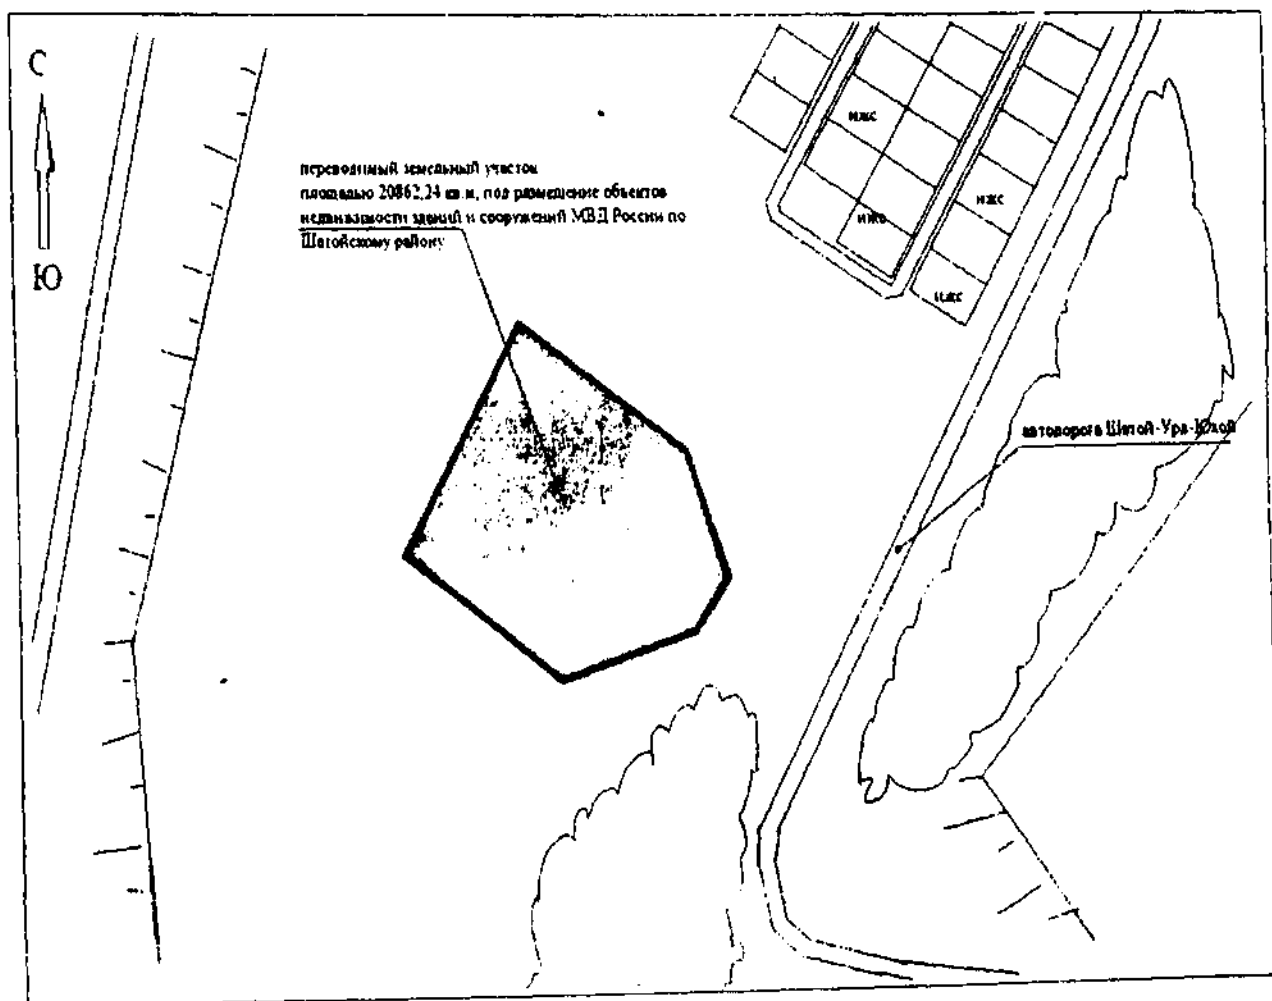 С
Ю
переводимый земельный участок
площадью 20862,24 кв.м, под размещение объектов
недвижимости зданий и сооружений МВД России по
Шатойскому району
ижс
ижс
ижс
ижс
автодорога Шатой-Ура-Юхой